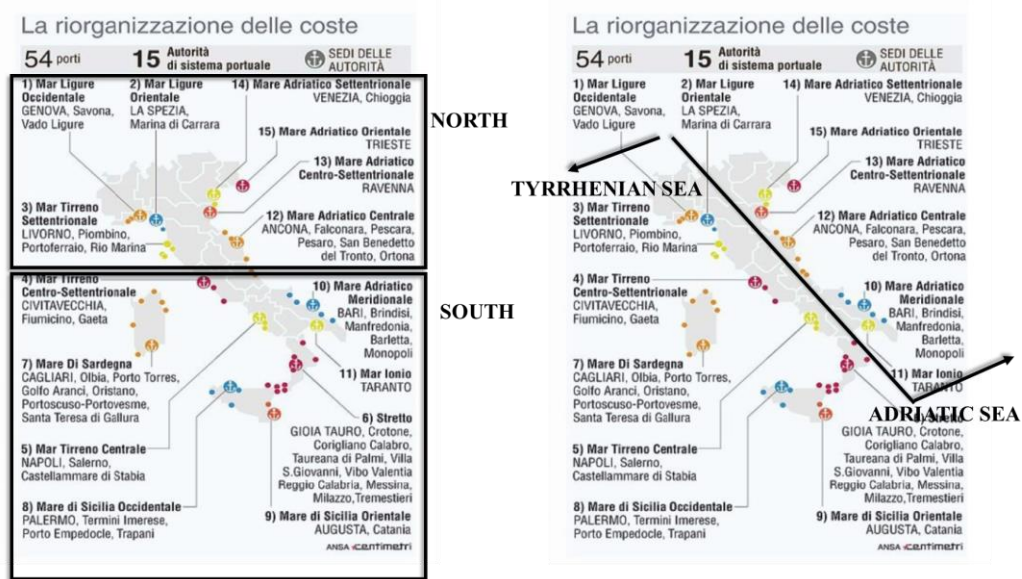 La riorganizzazione delle coste
54 porti
15 Autorità
di sistema portuale
SEDI DELLE
AUTORITÀ
1) Mar Ligure
Occidentale
GENOVA, Savona,
Vado Ligure
2) Mar Ligure
Orientale
LA SPEZIA,
Marina di Carrara
14) Mare Adriatico Settentrionale
VENEZIA, Chioggia
15) Mare Adriatico Orientale
TRIESTE
13) Mare Adriatico
Centro-Settentrionale
RAVENNA
3) Mar Tirreno
Settentrionale
LIVORNO, Piombino,
Portoferraio, Rio Marina
12) Mare Adriatico Centrale
ANCONA, Falconara, Pescara,
Pesaro, San Benedetto
del Tronto, Ortona
4) Mar Tirreno
Centro-Settentrionale
CIVITAVECCHIA,
Fiumicino, Gaeta
10) Mare Adriatico
Meridionale
BARI, Brindisi,
Manfredonia,
Barletta,
Monopoli
7) Mare Di Sardegna
CAGLIARI, Olbia, Porto Torres,
Golfo Aranci, Oristano,
Portoscuso-Portovesme,
Santa Teresa di Gallura
11) Mar Ionio
TARANTO
6) Stretto
GIOIA TAURO, Crotone,
Corigliano Calabro,
Taureana di Palmi, Villa
S.Giovanni, Vibo Valentia
Reggio Calabria, Messina,
Milazzo,Tremestieri
5) Mar Tirreno Centrale
NAPOLI, Salerno,
Castellammare di Stabia
8) Mare di Sicilia Occidentale
PALERMO, Termini Imerese,
Porto Empedocle, Trapani
9) Mare di Sicilia Orientale
AUGUSTA, Catania
ANSA centimetri
NORTH
SOUTH
La riorganizzazione delle coste
54 porti
15 Autorità
di sistema portuale
SEDI DELLE
AUTORITÀ
1) Mar Ligure
Occidentale
GENOVA, Savona,
Vado Ligure
2) Mar Ligure
Orientale
LA SPEZIA,
Marina di Carrara
14) Mare Adriatico Settentrionale
VENEZIA, Chioggia
15) Mare Adriatico Orientale
TRIESTE
13) Mare Adriatico
Centro-Settentrionale
RAVENNA
TYRRHENIAN SEA
3) Mar Tirreno
Settentrionale
LIVORNO, Piombino,
Portoferraio, Rio Marina
12) Mare Adriatico Centrale
ANCONA, Falconara, Pescara,
Pesaro, San Benedetto
del Tronto, Ortona
4) Mar Tirreno
Centro-Settentrionale
CIVITAVECCHIA,
Fiumicino, Gaeta
10) Mare Adriatico
Meridionale
BARI, Brindisi,
Manfredonia,
Barletta,
Monopoli
7) Mare Di Sardegna
CAGLIARI, Olbia, Porto Torres,
Golfo Aranci, Oristano,
Portoscuso-Portovesme,
Santa Teresa di Gallura
11) Mar Ionio
TARANTO
ADRIATIC SEA
6) Stretto
GIOIA TAURO, Crotone,
Corigliano Calabro,
Taureana di Palmi, Villa
S.Giovanni, Vibo Valentia
Reggio Calabria, Messina,
Milazzo,Tremestieri
5) Mar Tirreno Centrale
NAPOLI, Salerno,
Castellammare di Stabia
8) Mare di Sicilia Occidentale
PALERMO, Termini Imerese,
Porto Empedocle, Trapani
9) Mare di Sicilia Orientale
AUGUSTA, Catania
ANSA centimetri